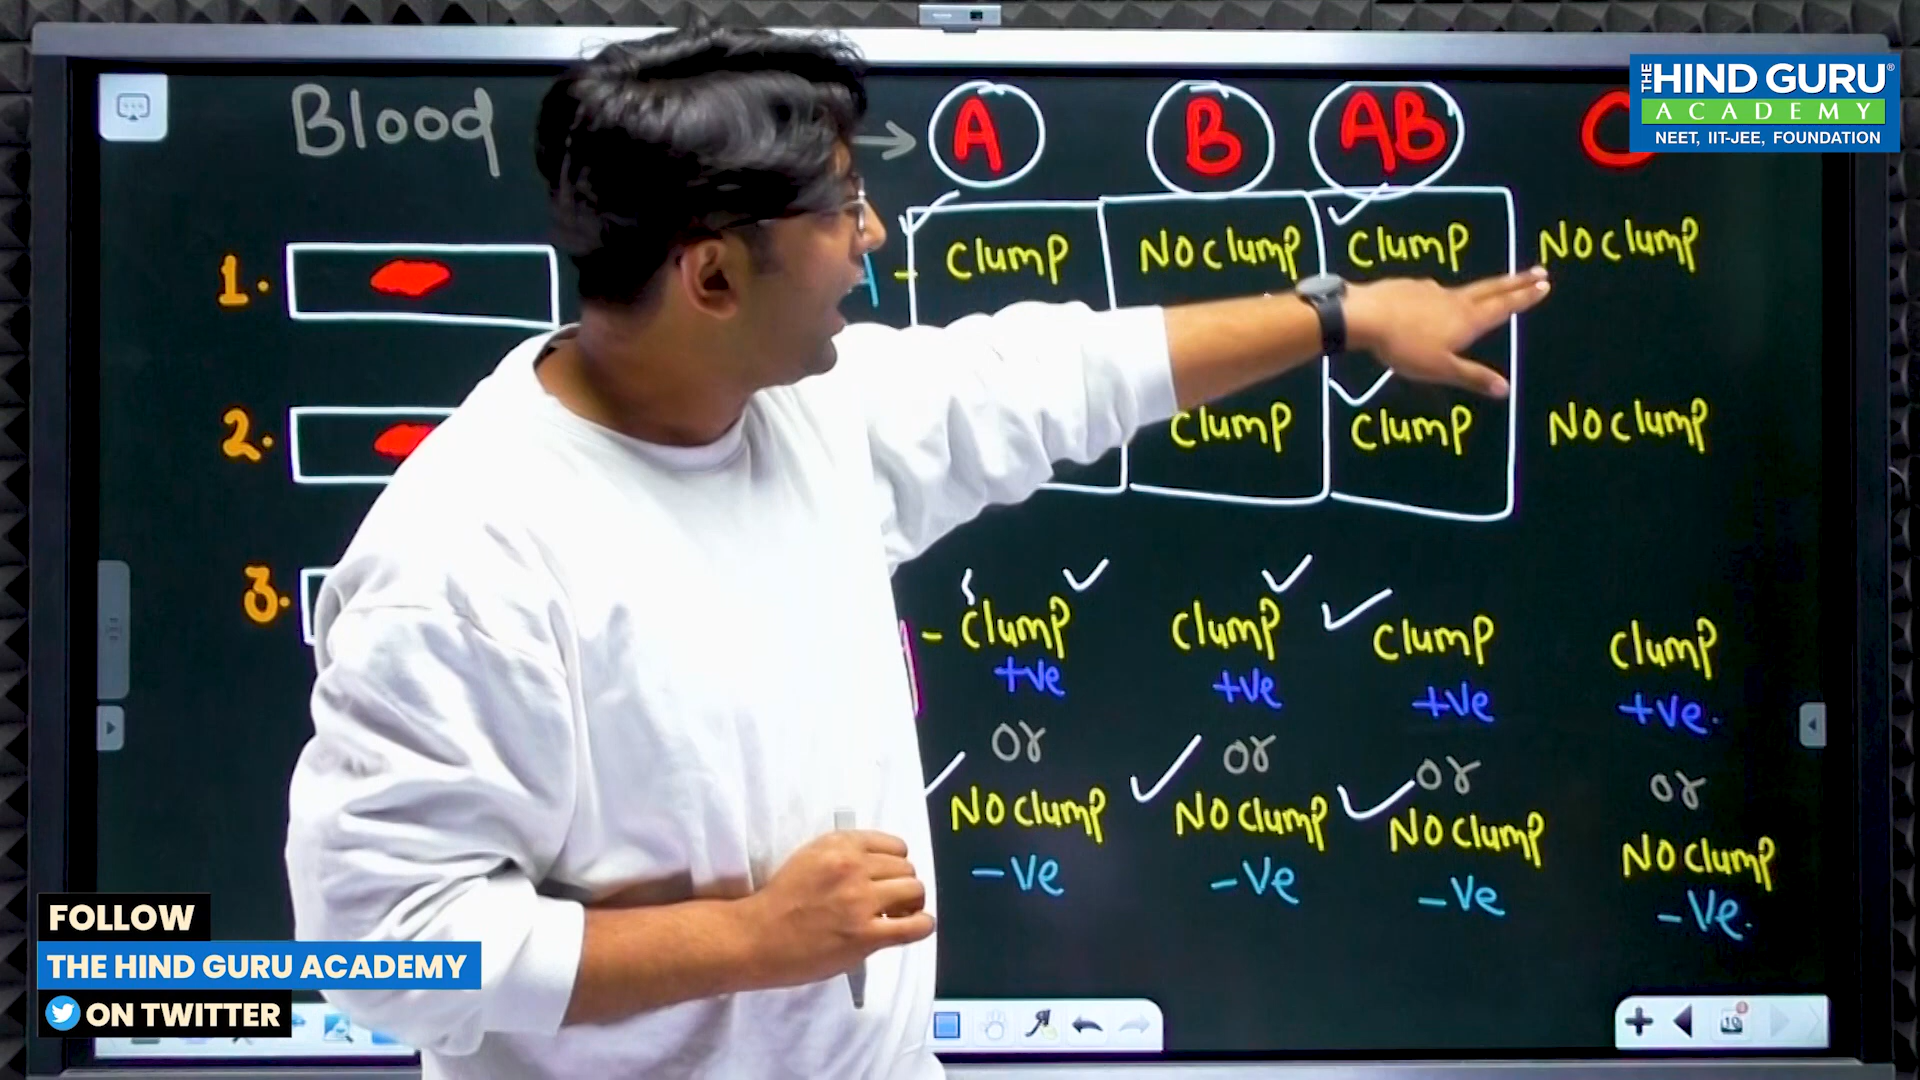 Blood → A B AB
THE HIND GURU®
ACADEMY
NEET, IIT-JEE, FOUNDATION
1. - Clump No clump Clump No clump
2. Clump Clump No clump
3. - Clump Clump Clump Clump
+ve +ve +ve +ve.
or or or or
No clump No clump No clump No clump
-ve -ve -ve -ve.
FOLLOW
THE HIND GURU ACADEMY
ON TWITTER
10